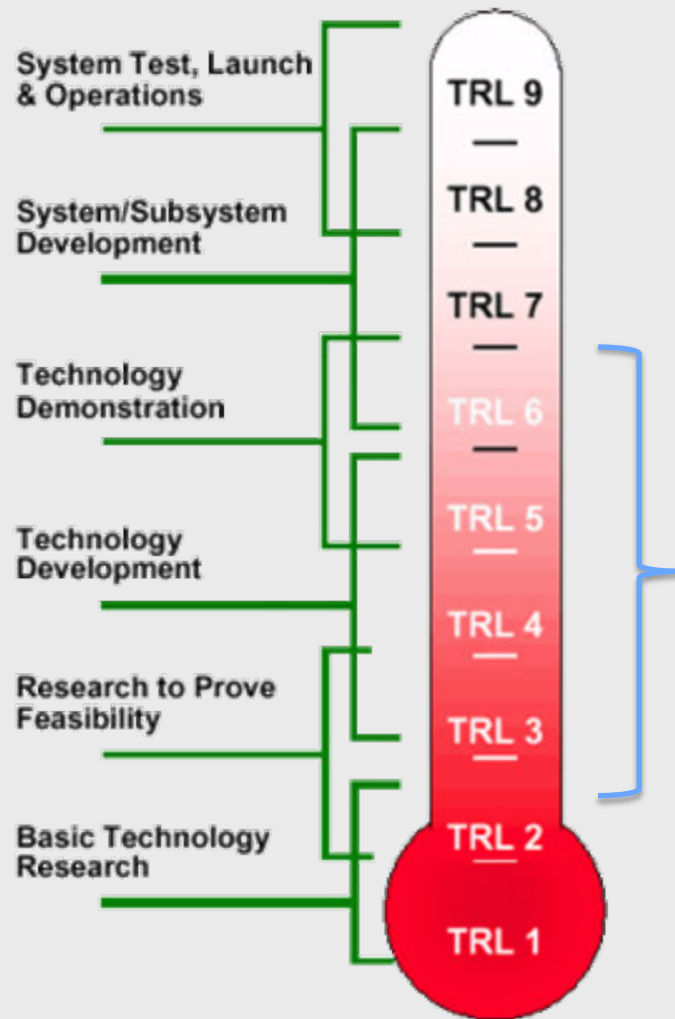 System Test, Launch
& Operations
System/Subsystem
Development
Technology
Demonstration
Technology
Development
Research to Prove
Feasibility
Basic Technology
Research
TRL 9
TRL 8
TRL 7
TRL 6
TRL 5
TRL 4
TRL 3
TRL 2
TRL 1